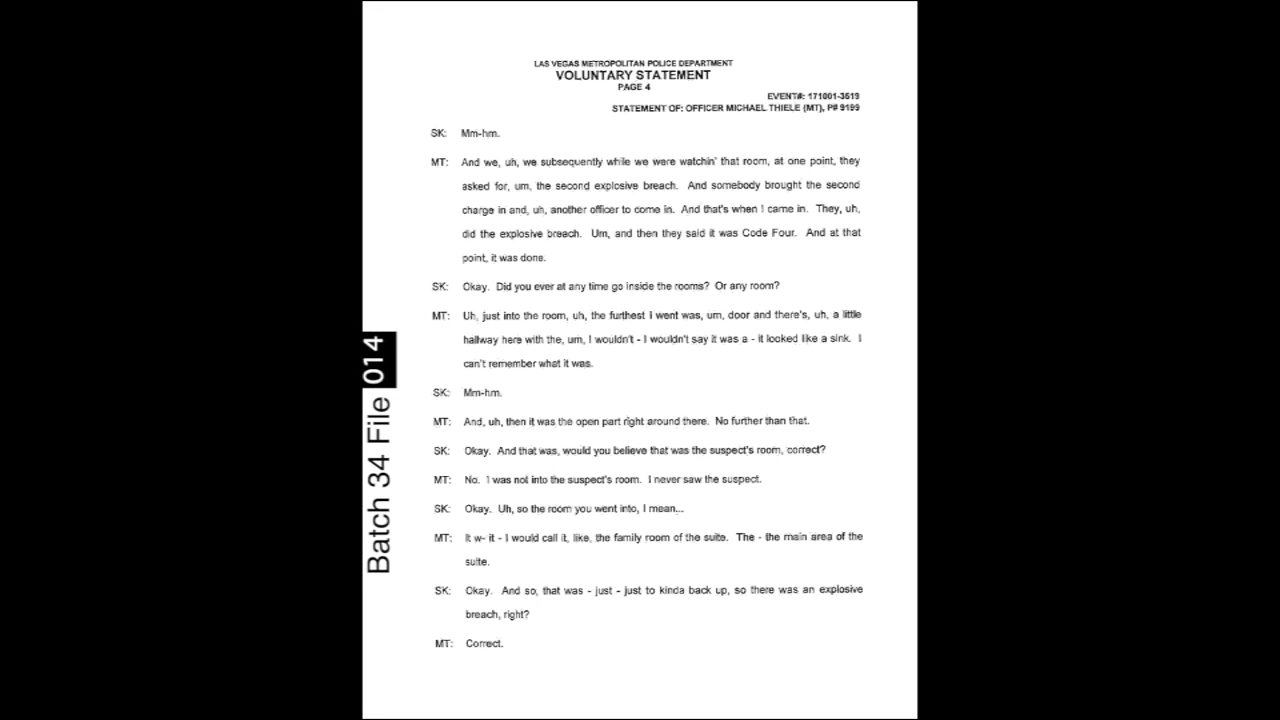 LAS VEGAS METROPOLITAN POLICE DEPARTMENT
VOLUNTARY STATEMENT
PAGE 4
EVENT#: 171001-3519
STATEMENT OF: OFFICER MICHAEL THIELE (MT), P# 9199
SK: Mm-hm.
MT: And we, uh, we subsequently while we were watchin' that room, at one point, they
asked for, um, the second explosive breach. And somebody brought the second
charge in and, uh, another officer to come in. And that's when I came in. They, uh,
did the explosive breach. Um, and then they said it was Code Four. And at that
point, it was done.
SK: Okay. Did you ever at any time go inside the rooms? Or any room?
MT: Uh, just into the room, uh, the furthest I went was, um, door and there's, uh, a little
hallway here with the, um, I wouldn't - I wouldn't say it was a - it looked like a sink. I
can't remember what it was.
SK: Mm-hm.
MT: And, uh, then it was the open part right around there. No further than that.
SK: Okay. And that was, would you believe that was the suspect's room, correct?
MT: No. I was not into the suspect's room. I never saw the suspect.
SK: Okay. Uh, so the room you went into, I mean...
MT: It w- it - I would call it, like, the family room of the suite. The - the main area of the
suite.
SK: Okay. And so, that was - just - just to kinda back up, so there was an explosive
breach, right?
MT: Correct.
Batch 34 File 014